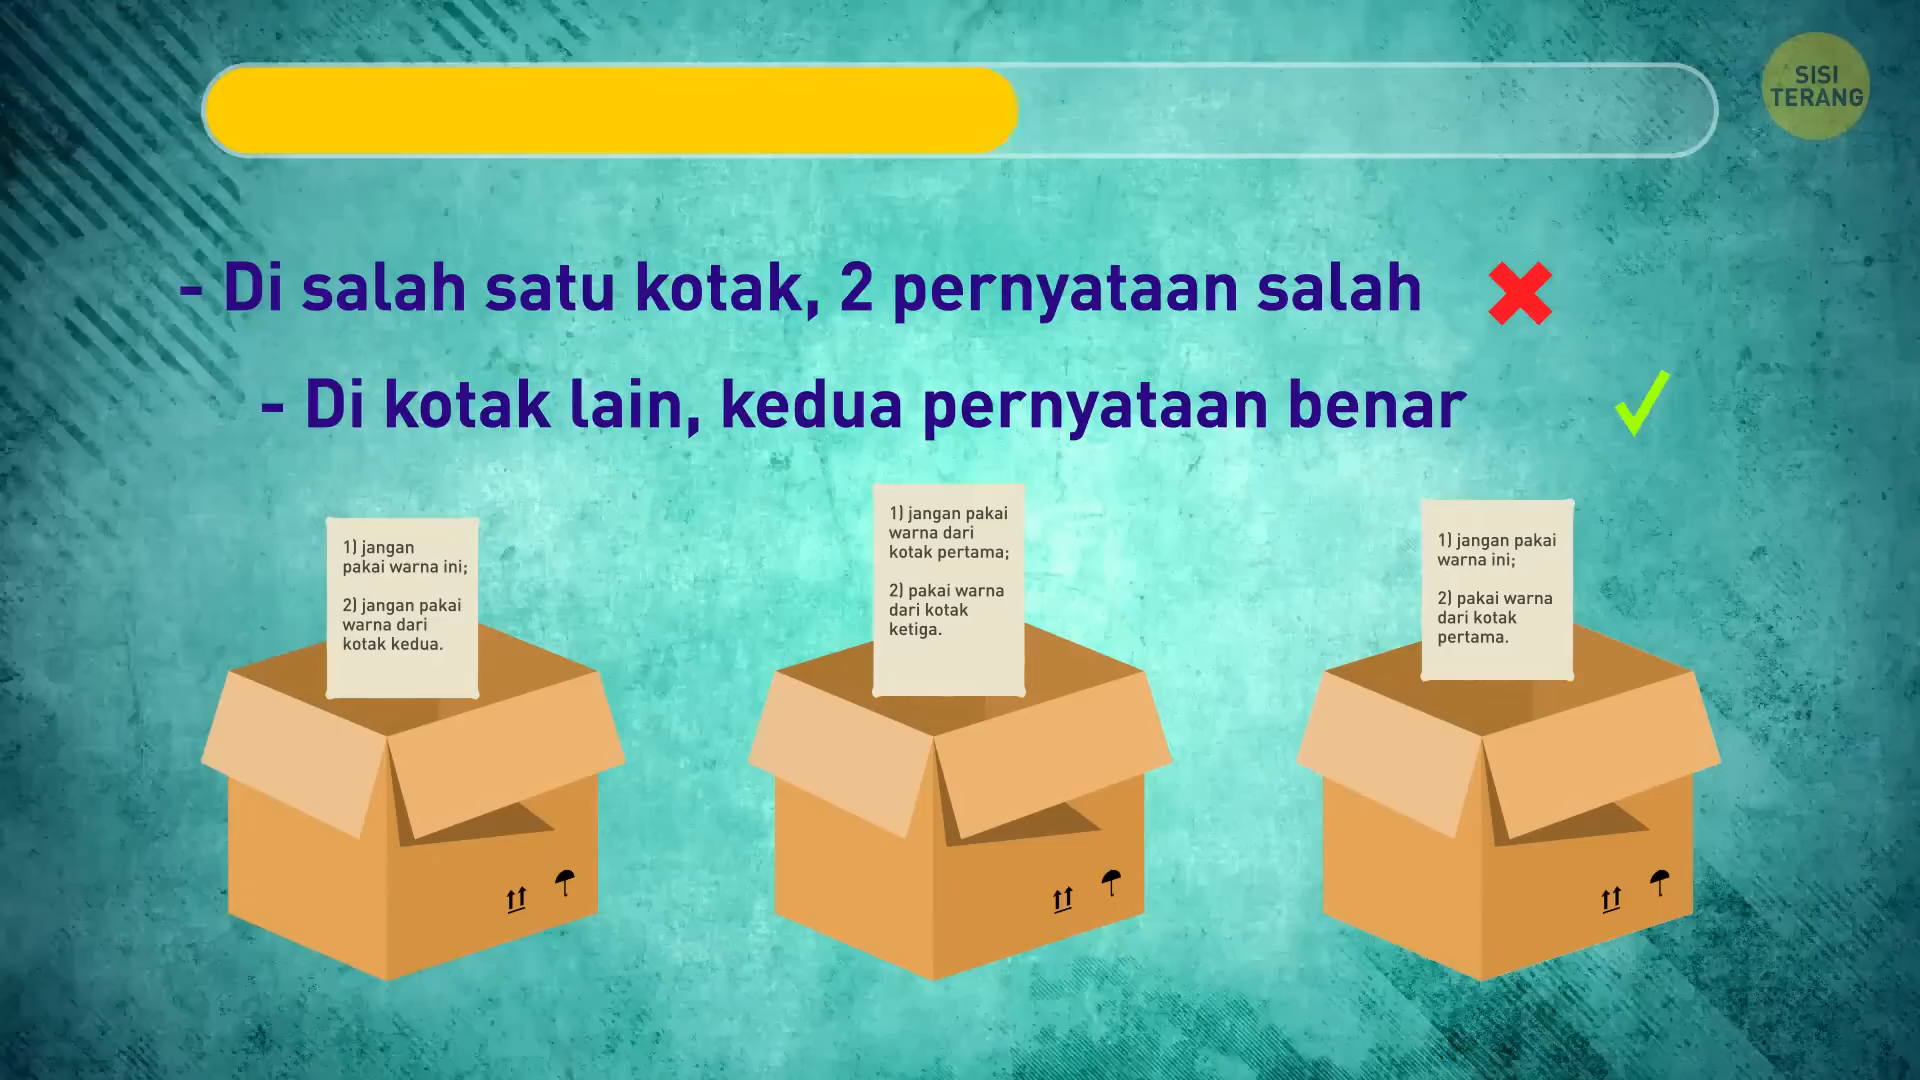 SISI
TERANG
- Di salah satu kotak, 2 pernyataan salah
- Di kotak lain, kedua pernyataan benar
1) jangan
pakai warna ini;
2) jangan pakai
warna dari
kotak kedua.
1) jangan pakai
warna dari
kotak pertama;
2) pakai warna
dari kotak
ketiga.
1) jangan pakai
warna ini;
2) pakai warna
dari kotak
pertama.